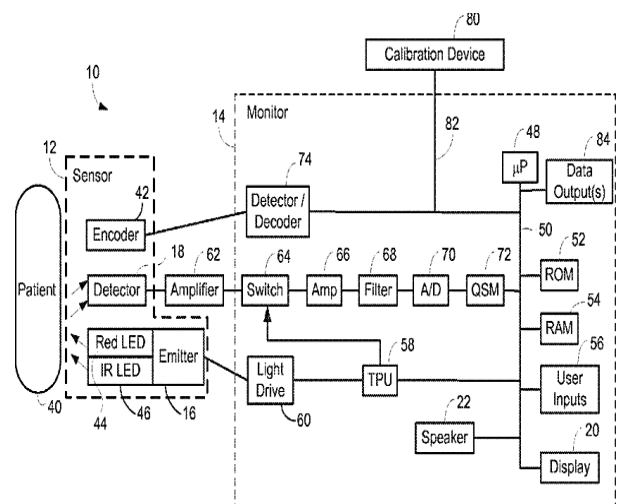 80
Calibration Device
10
14
Monitor
82
48
84
12
Sensor
74
µP
Data
Output(s)
42
Detector /
Decoder
50
52
Encoder
18
62
64
66
68
70
72
ROM
Patient
Detector
Amplifier
Switch
Amp
Filter
A/D
QSM
54
RAM
58
56
Red LED
Emitter
IR LED
Light
Drive
TPU
User
Inputs
40
44
46
16
60
22
20
Speaker
Display